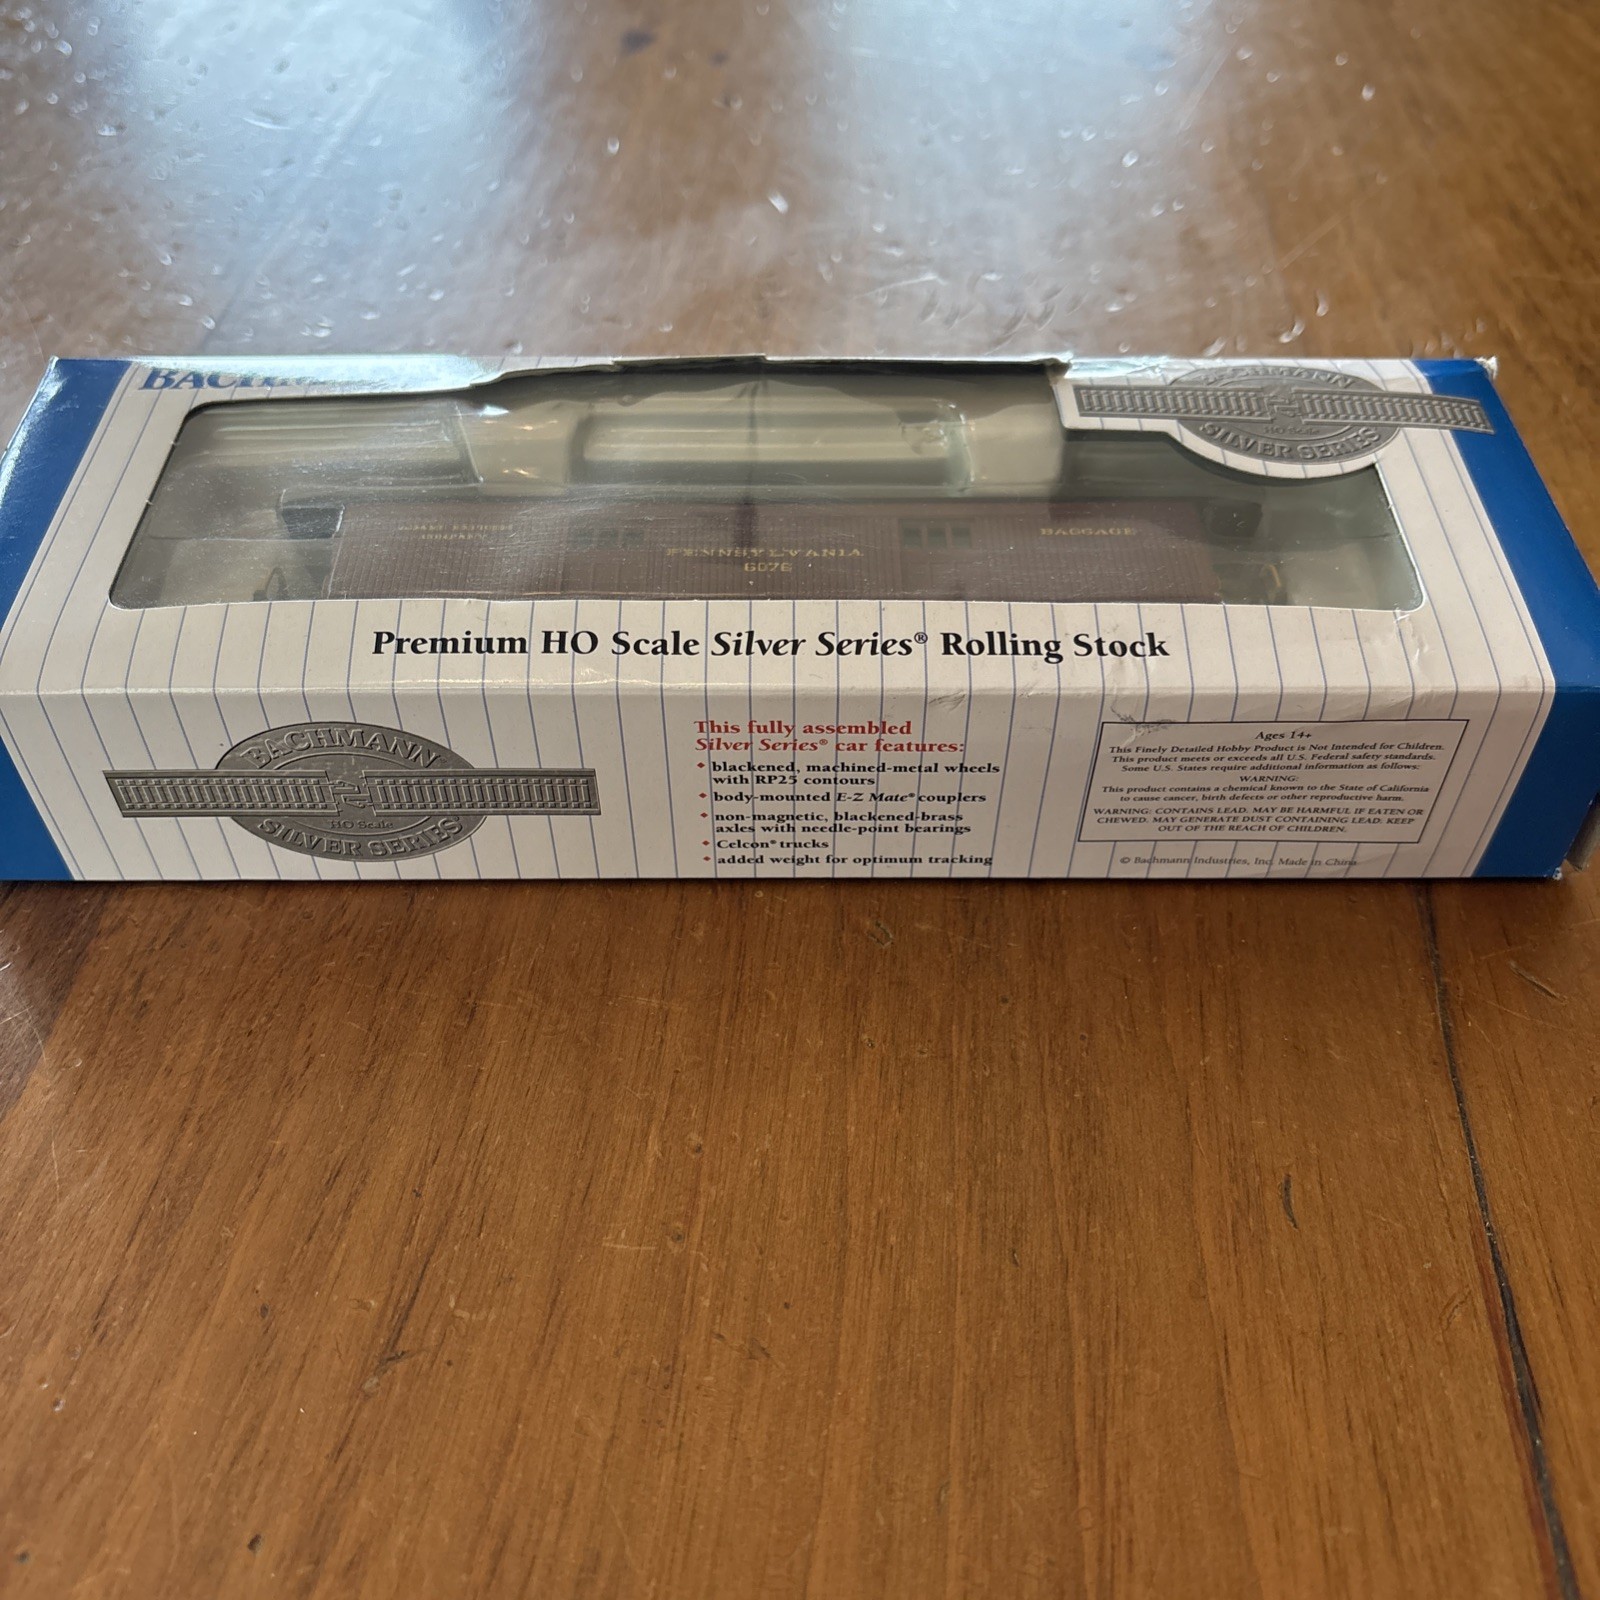 BACHMANN
HO Scale
SILVER SERIES
EXPRESS
BAGGAGE
PENNSYLVANIA
6076
Premium HO Scale Silver Series® Rolling Stock
BACHMANN
HO Scale
SILVER SERIES®
This fully assembled
Silver Series® car features:
• blackened, machined-metal wheels
with RP25 contours
• body-mounted E-Z Mate® couplers
• non-magnetic, blackened-brass
axles with needle-point bearings
• Celcon® trucks
• added weight for optimum tracking
Ages 14+
This Finely Detailed Hobby Product is Not Intended for Children.
This product meets or exceeds all U.S. Federal safety standards.
Some U.S. States require additional information as follows:
WARNING:
This product contains a chemical known to the State of California
to cause cancer, birth defects or other reproductive harm.
WARNING: CONTAINS LEAD. MAY BE HARMFUL IF EATEN OR
CHEWED. MAY GENERATE DUST CONTAINING LEAD. KEEP
OUT OF THE REACH OF CHILDREN.
© Bachmann Industries, Inc. Made in China